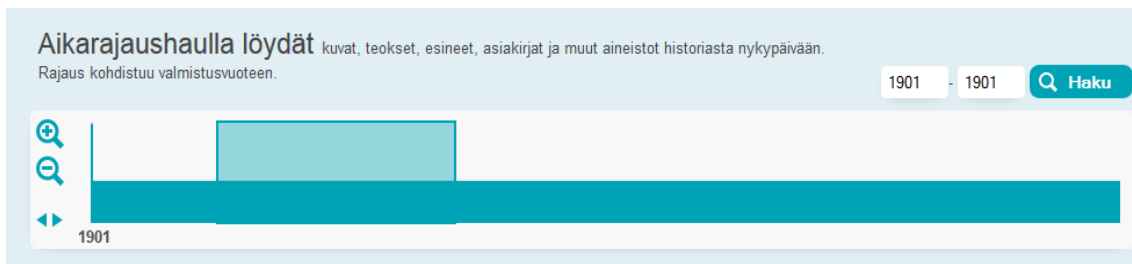 Aikarajaushaulla löydät kuvat, teokset, esineet, asiakirjat ja muut aineistot historiasta nykypäivään.
Rajaus kohdistuu valmistusvuoteen.
1901 - 1901 Haku
1901